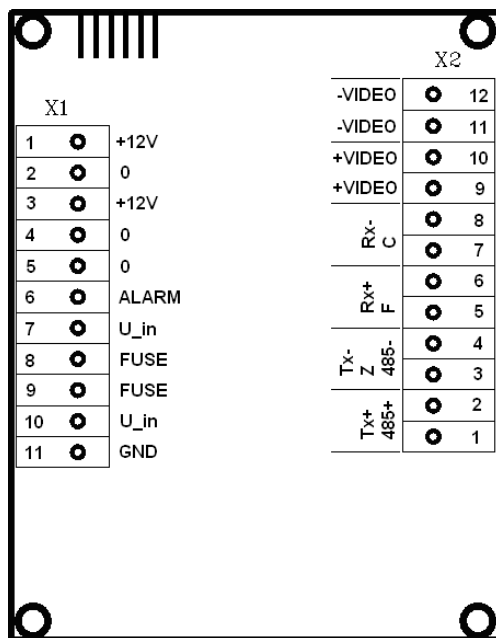 X1
1 +12V
2 0
3 +12V
4 0
5 0
6 ALARM
7 U_in
8 FUSE
9 FUSE
10 U_in
11 GND
X2
-VIDEO 12
-VIDEO 11
+VIDEO 10
+VIDEO 9
Rx-
C
8
7
Rx+
F
6
5
Tx-
Z 485-
4
3
Tx+
485+
2
1